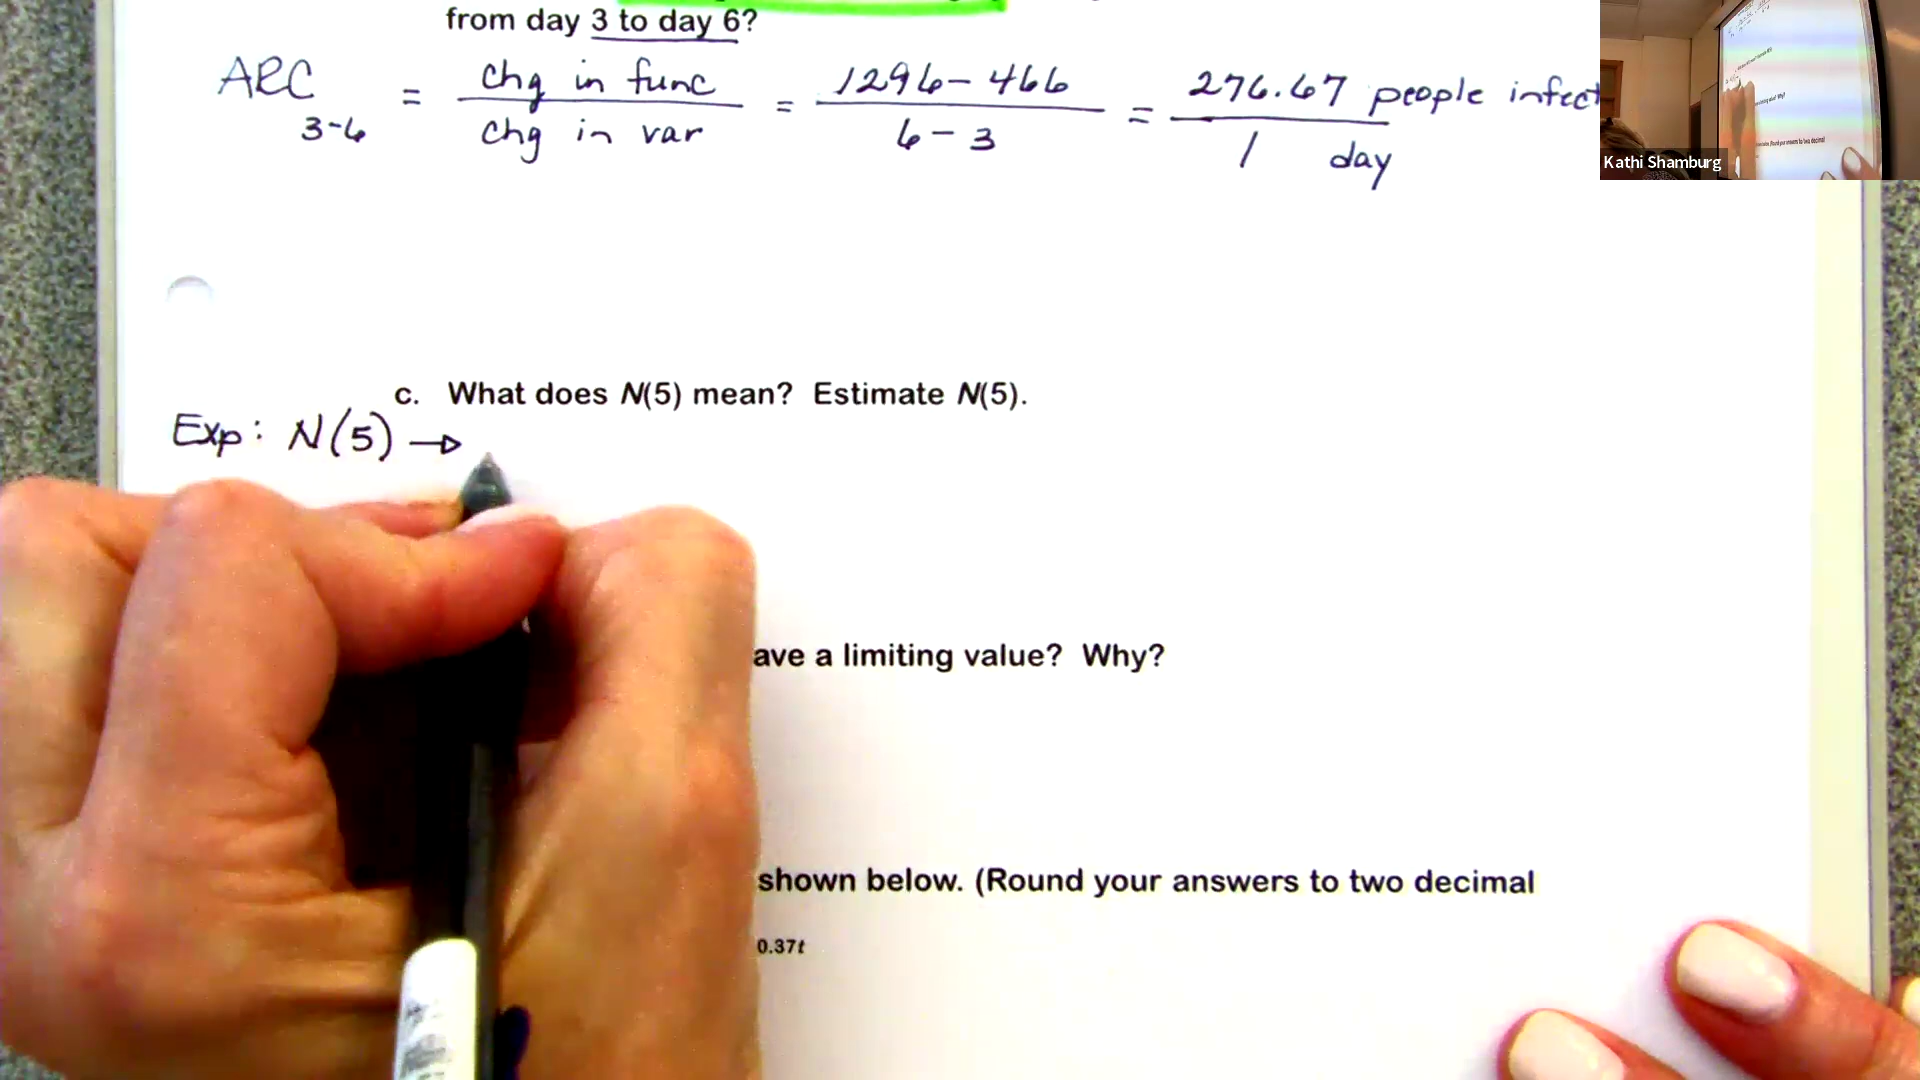 from day 3 to day 6?
ARC 3-6 = chg in func / chg in var = 1296 - 466 / 6 - 3 = 276.67 people infect / 1 day
Kathi Shamburg
c. What does N(5) mean? Estimate N(5).
Exp: N(5) →
ave a limiting value? Why?
shown below. (Round your answers to two decimal
0.37t